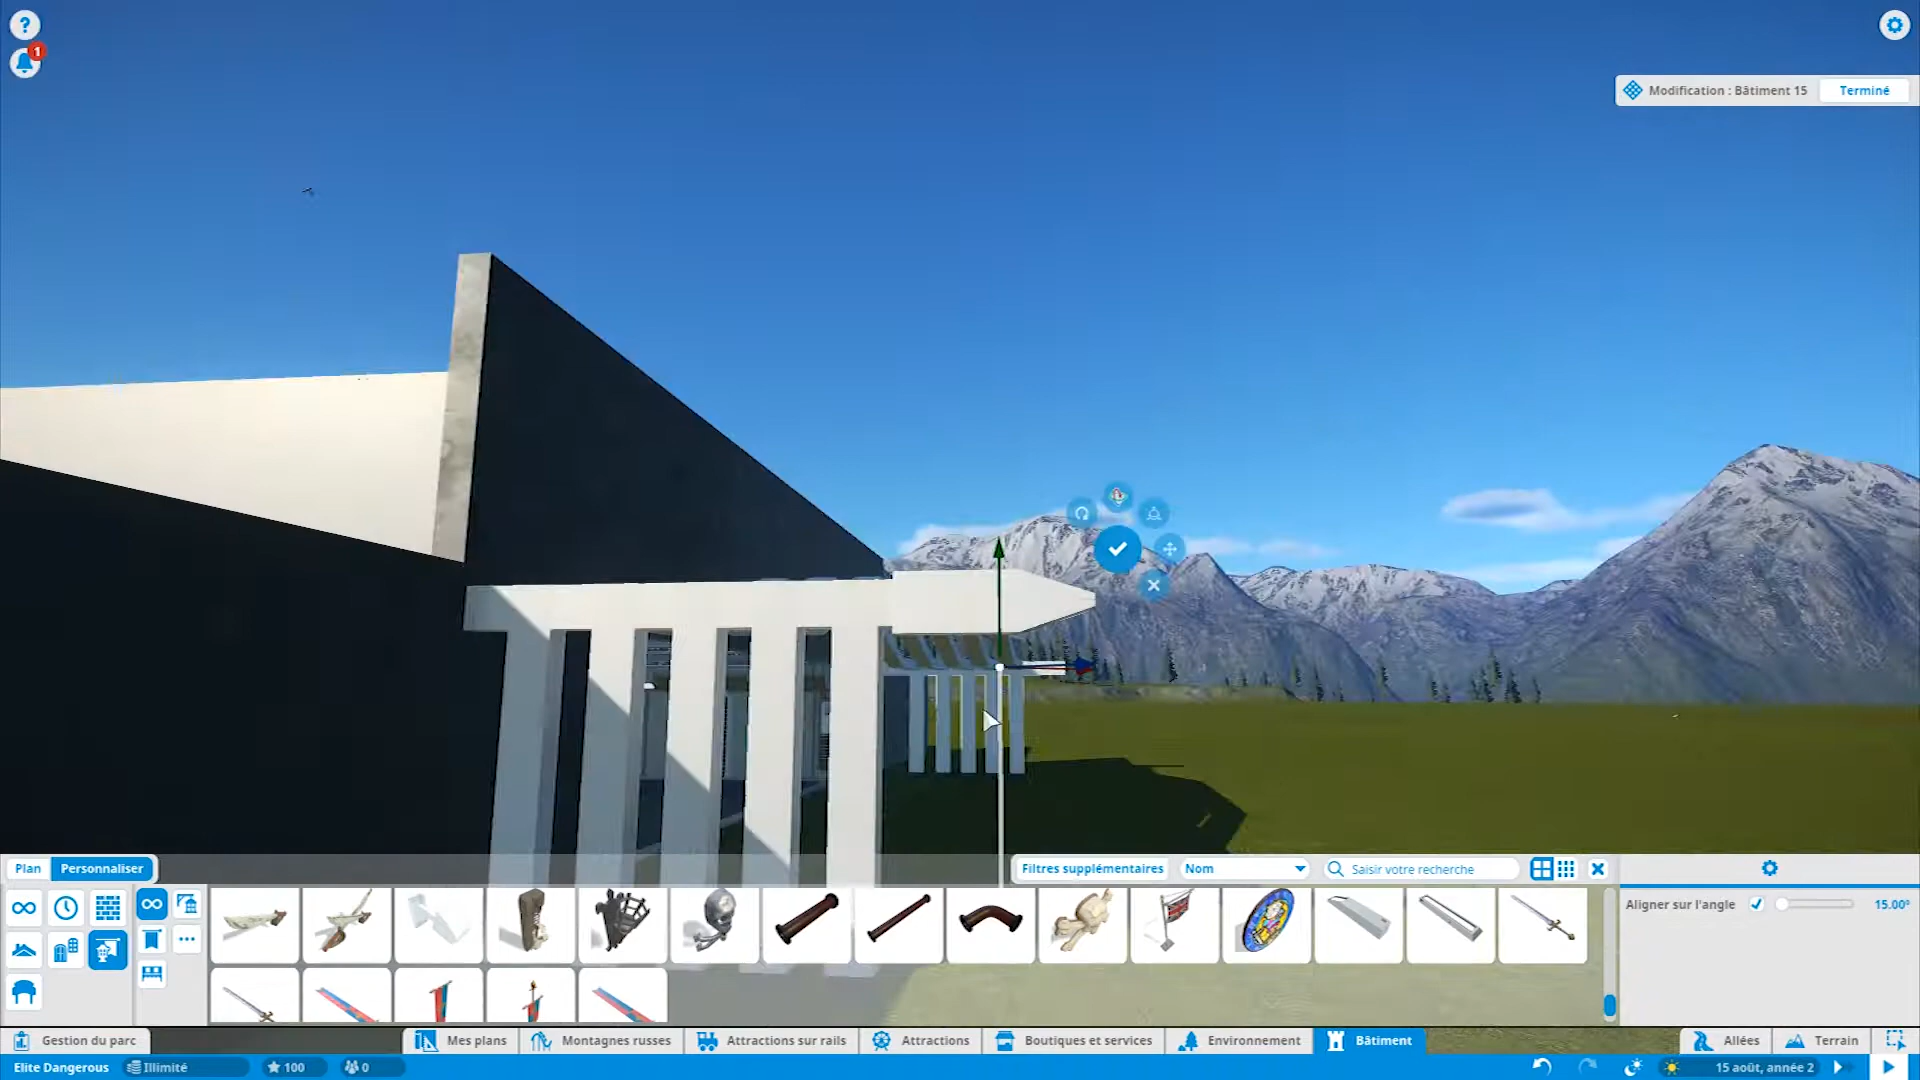 ?
1
Modification : Bâtiment 15
Terminé
Plan
Personnaliser
Filtres supplémentaires
Nom
Saisir votre recherche
Aligner sur l'angle
15.00°
Gestion du parc
Mes plans
Montagnes russes
Attractions sur rails
Attractions
Boutiques et services
Environnement
Bâtiment
Allées
Terrain
Elite Dangerous
Illimité
100
0
15 août, année 2